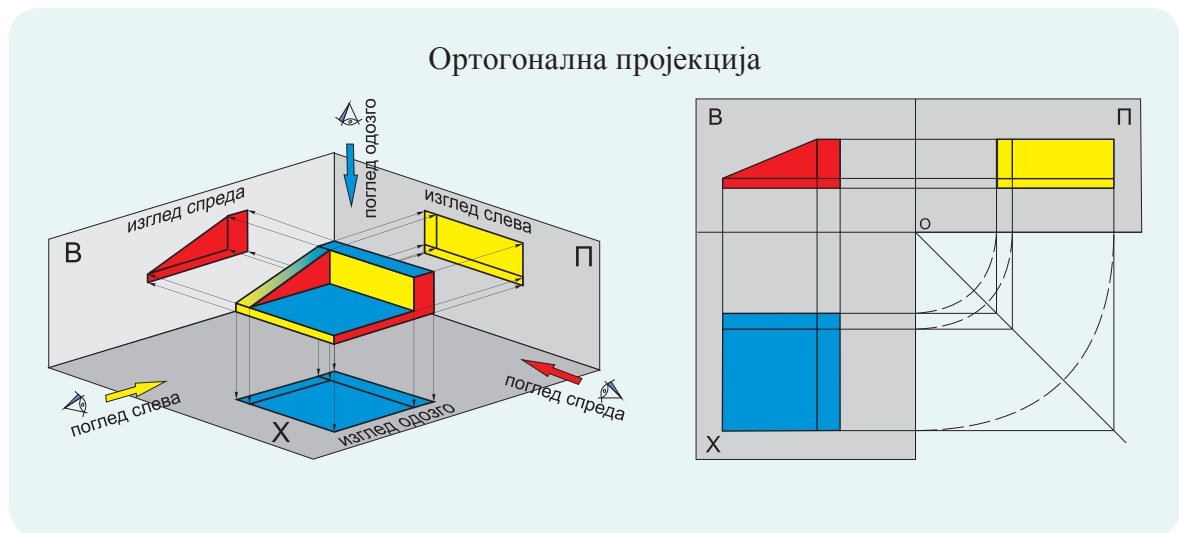 Ортогонална пројекција
поглед одозго
изглед спреда
изглед слева
В
П
поглед слева
Х
изглед одозго
поглед спреда
В
П
О
Х